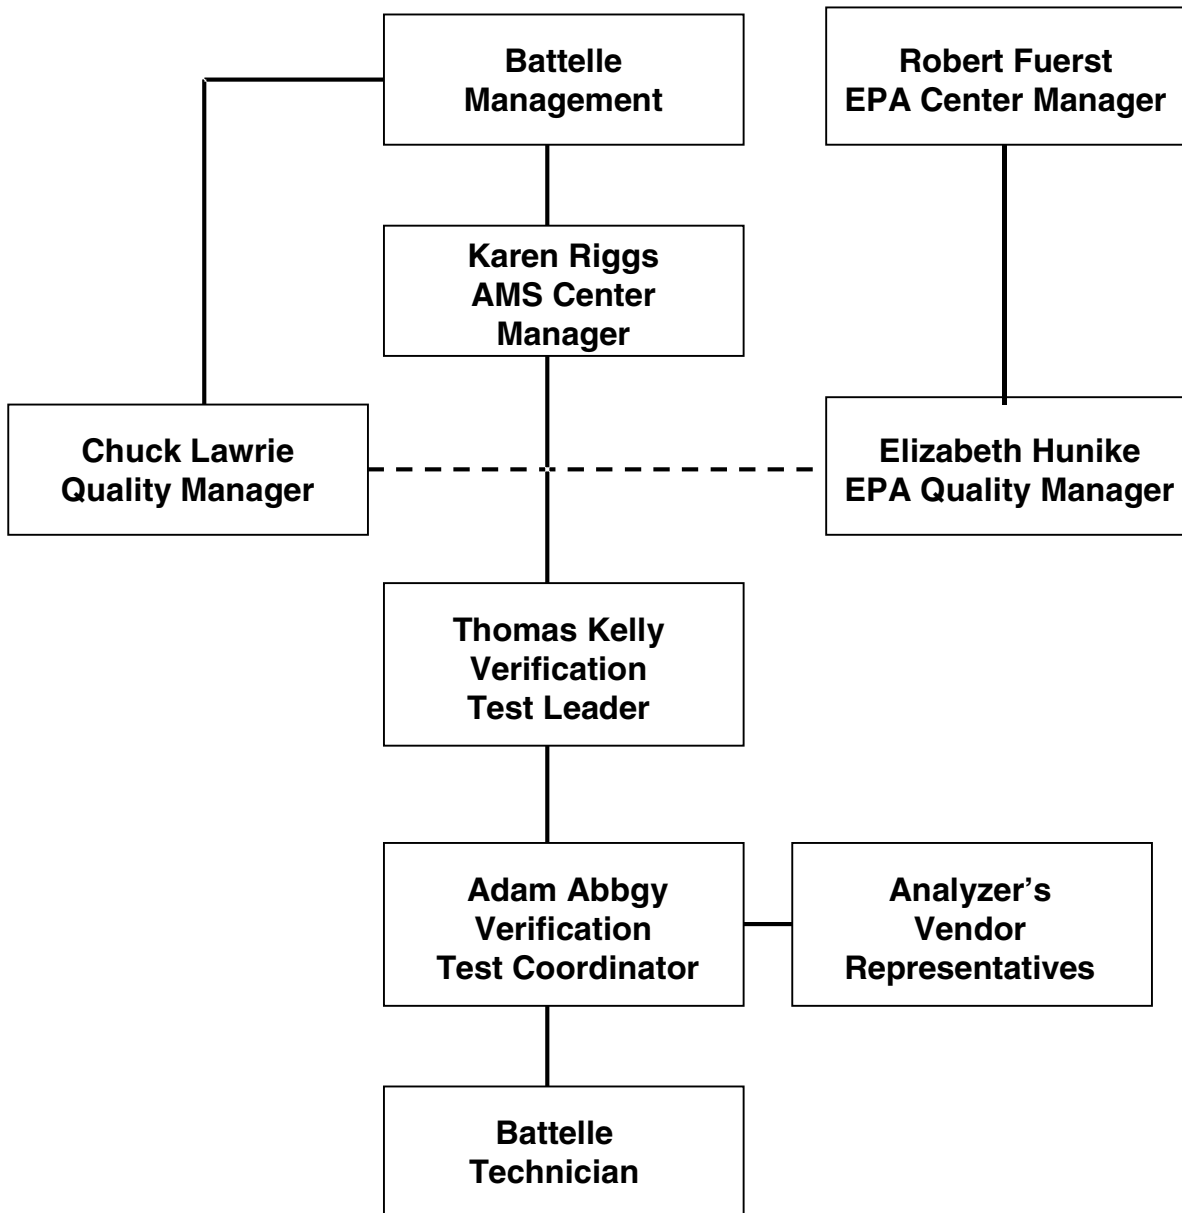 Battelle
Management
Robert Fuerst
EPA Center Manager
Karen Riggs
AMS Center
Manager
Chuck Lawrie
Quality Manager
Elizabeth Hunike
EPA Quality Manager
Thomas Kelly
Verification
Test Leader
Adam Abbgy
Verification
Test Coordinator
Analyzer’s
Vendor
Representatives
Battelle
Technician